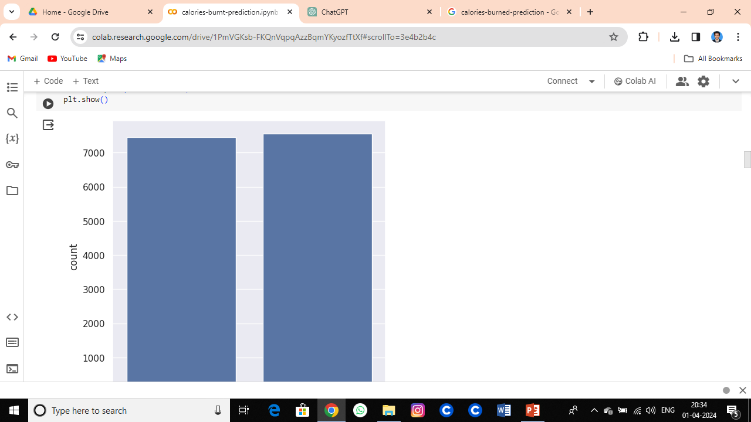 Home - Google Drive
calories-burnt-prediction.ipynb
ChatGPT
calories-burned-prediction - Go
colab.research.google.com/drive/1PmVGKsb-FKQnVqpqAzzBqmYKyozfTtXf#scrollTo=3e4b2b4c
Gmail YouTube Maps All Bookmarks
+ Code + Text Connect Colab AI
plt.show()
7000
6000
5000
4000
3000
2000
1000
count
{x}
Type here to search
ENG
20:34
01-04-2024